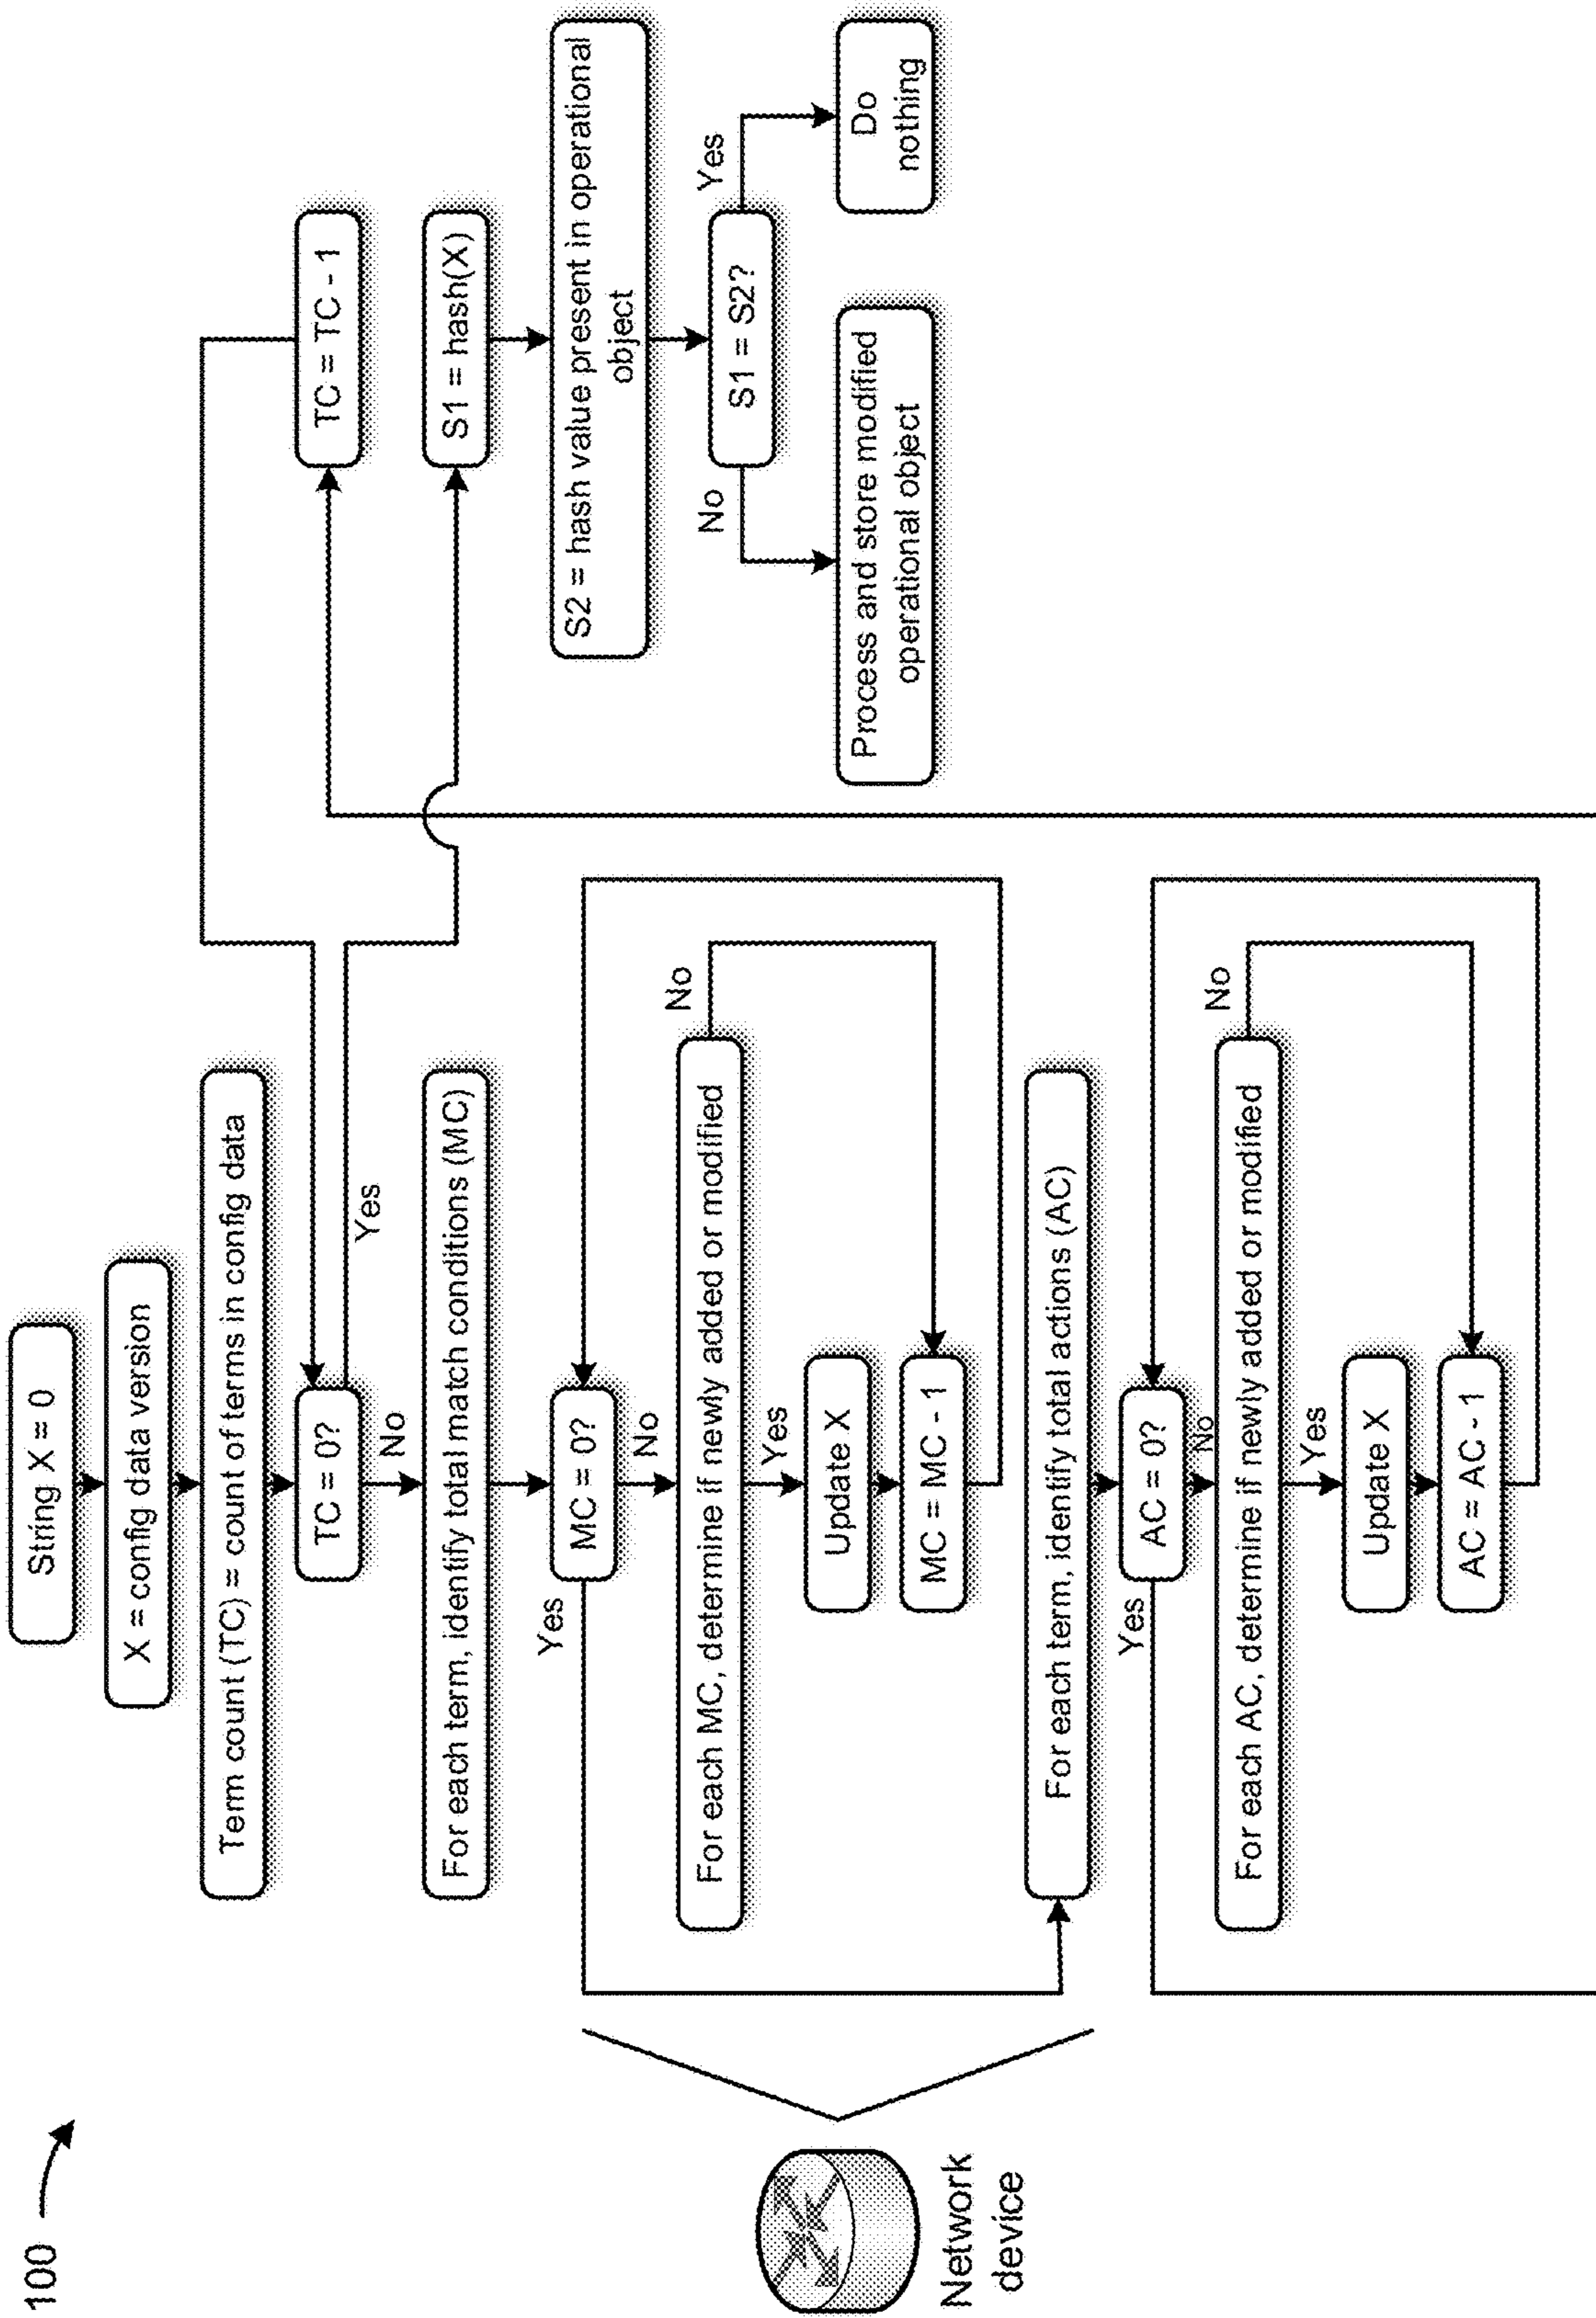 100
Network
device
String X = 0
X = config data version
Term count (TC) = count of terms in config data
TC = 0?
Yes
No
For each term, identify total match conditions (MC)
MC = 0?
Yes
No
For each MC, determine if newly added or modified
No
Yes
Update X
MC = MC - 1
For each term, identify total actions (AC)
AC = 0?
Yes
No
For each AC, determine if newly added or modified
No
Yes
Update X
AC = AC - 1
TC = TC - 1
S1 = hash(X)
S2 = hash value present in operational
object
S1 = S2?
No
Yes
Process and store modified
operational object
Do
nothing